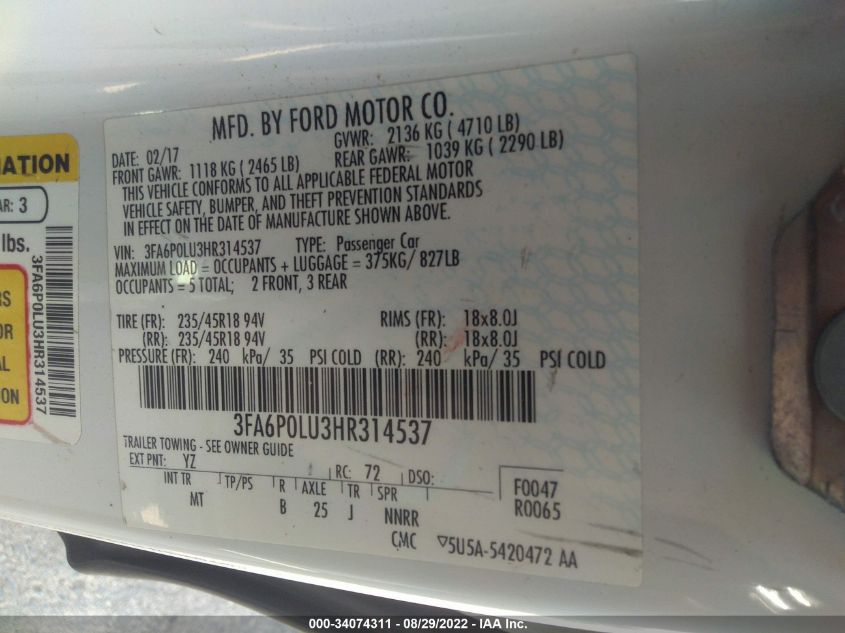 MFD. BY FORD MOTOR CO.
DATE: 02/17 GVWR: 2136 KG ( 4710 LB)
FRONT GAWR: 1118 KG ( 2465 LB) REAR GAWR: 1039 KG ( 2290 LB)
THIS VEHICLE CONFORMS TO ALL APPLICABLE FEDERAL MOTOR
VEHICLE SAFETY, BUMPER, AND THEFT PREVENTION STANDARDS
IN EFFECT ON THE DATE OF MANUFACTURE SHOWN ABOVE.
VIN: 3FA6P0LU3HR314537 TYPE: Passenger Car
MAXIMUM LOAD = OCCUPANTS + LUGGAGE = 375KG/ 827LB
OCCUPANTS = 5 TOTAL; 2 FRONT, 3 REAR
TIRE (FR): 235/45R18 94V RIMS (FR): 18x8.0J
(RR): 235/45R18 94V (RR): 18x8.0J
PRESSURE (FR): 240 kPa/ 35 PSI COLD (RR): 240 kPa/ 35 PSI COLD
3FA6P0LU3HR314537
TRAILER TOWING - SEE OWNER GUIDE
EXT PNT: YZ RC: 72 DSO:
INT TR TP/PS R AXLE TR SPR F0047
MT B 25 J NNRR R0065
CMC 5U5A-5420472 AA
MATION
AR: 3
lbs.
RS
OR
AL
ION
3FA6P0LU3HR314537
000-34074311 - 08/29/2022 - IAA Inc.